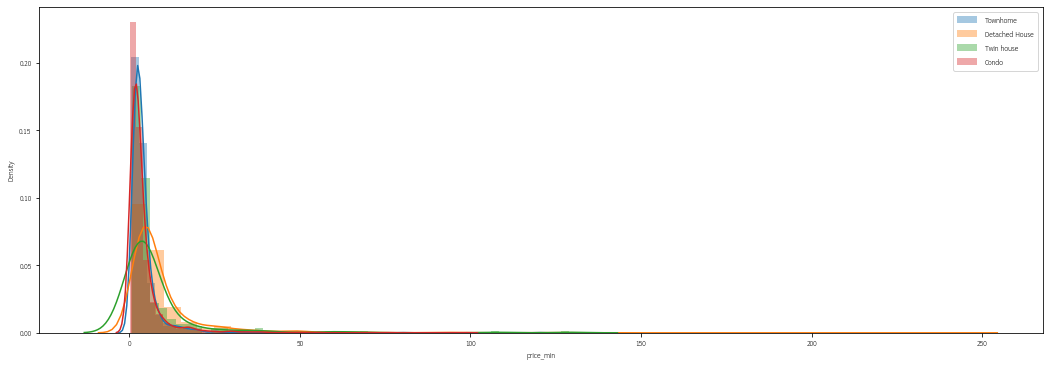 Townhome
Detached House
Twin house
Condo
0.20
0.15
0.10
0.05
0.00
Density
0
50
100
150
200
250
price_min